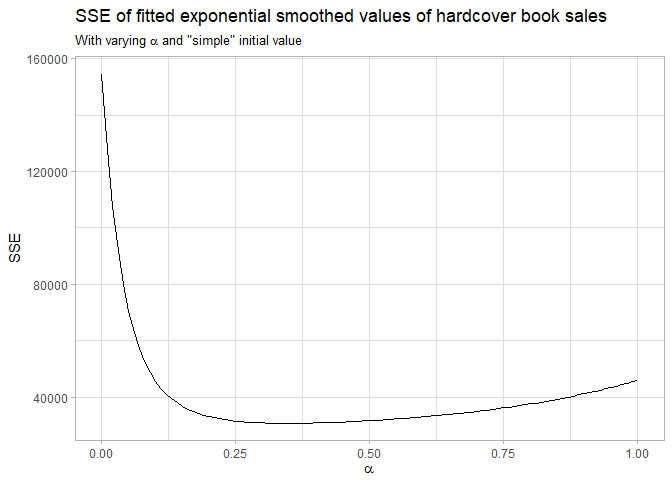 SSE of fitted exponential smoothed values of hardcover book sales
With varying α and "simple" initial value
160000
120000
80000
40000
SSE
0.00 0.25 0.50 0.75 1.00
α